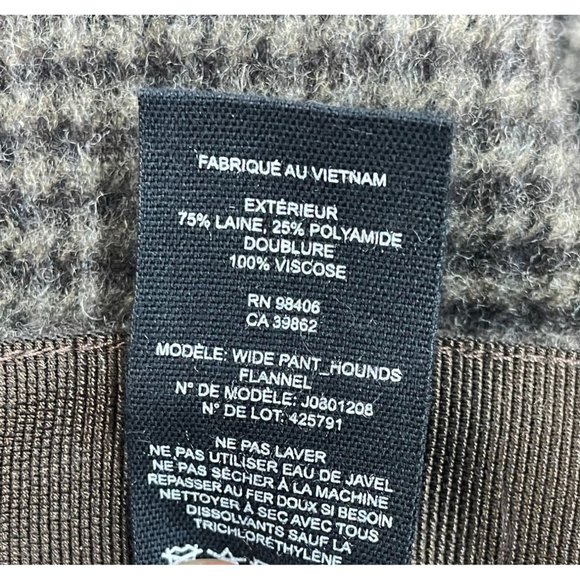 FABRIQUÉ AU VIETNAM
EXTÉRIEUR
75% LAINE, 25% POLYAMIDE
DOUBLURE
100% VISCOSE
RN 98406
CA 39862
MODÈLE: WIDE PANT_HOUNDS
FLANNEL
N° DE MODÈLE: J0801208
N° DE LOT: 425791
NE PAS LAVER
NE PAS UTILISER EAU DE JAVEL
NE PAS SÉCHER À LA MACHINE
REPASSER AU FER DOUX SI BESOIN
NETTOYER À SEC AVEC TOUS
DISSOLVANTS SAUF LA
TRICHLORÉTHYLÈNE